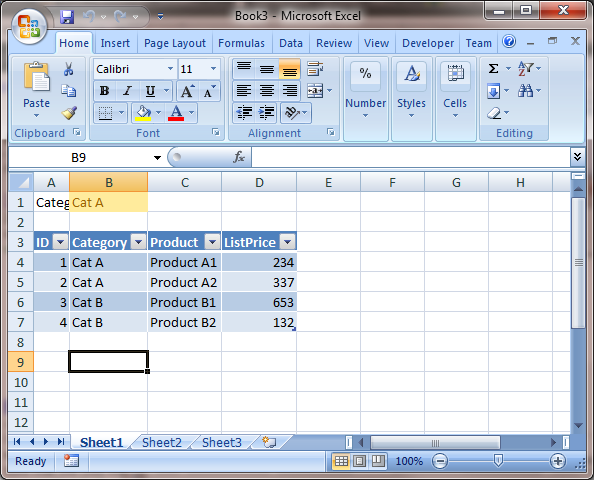 Book3 - Microsoft Excel
Home Insert Page Layout Formulas Data Review View Developer Team
Paste Calibri 11 Number Styles Cells
B I U A A
Clipboard Font Alignment Editing
B9 fx
A B C D E F G H
1 Categ Cat A
2
3 ID Category Product ListPrice
4 1 Cat A Product A1 234
5 2 Cat A Product A2 337
6 3 Cat B Product B1 653
7 4 Cat B Product B2 132
8
9
10
11
12
Sheet1 Sheet2 Sheet3
Ready 100%